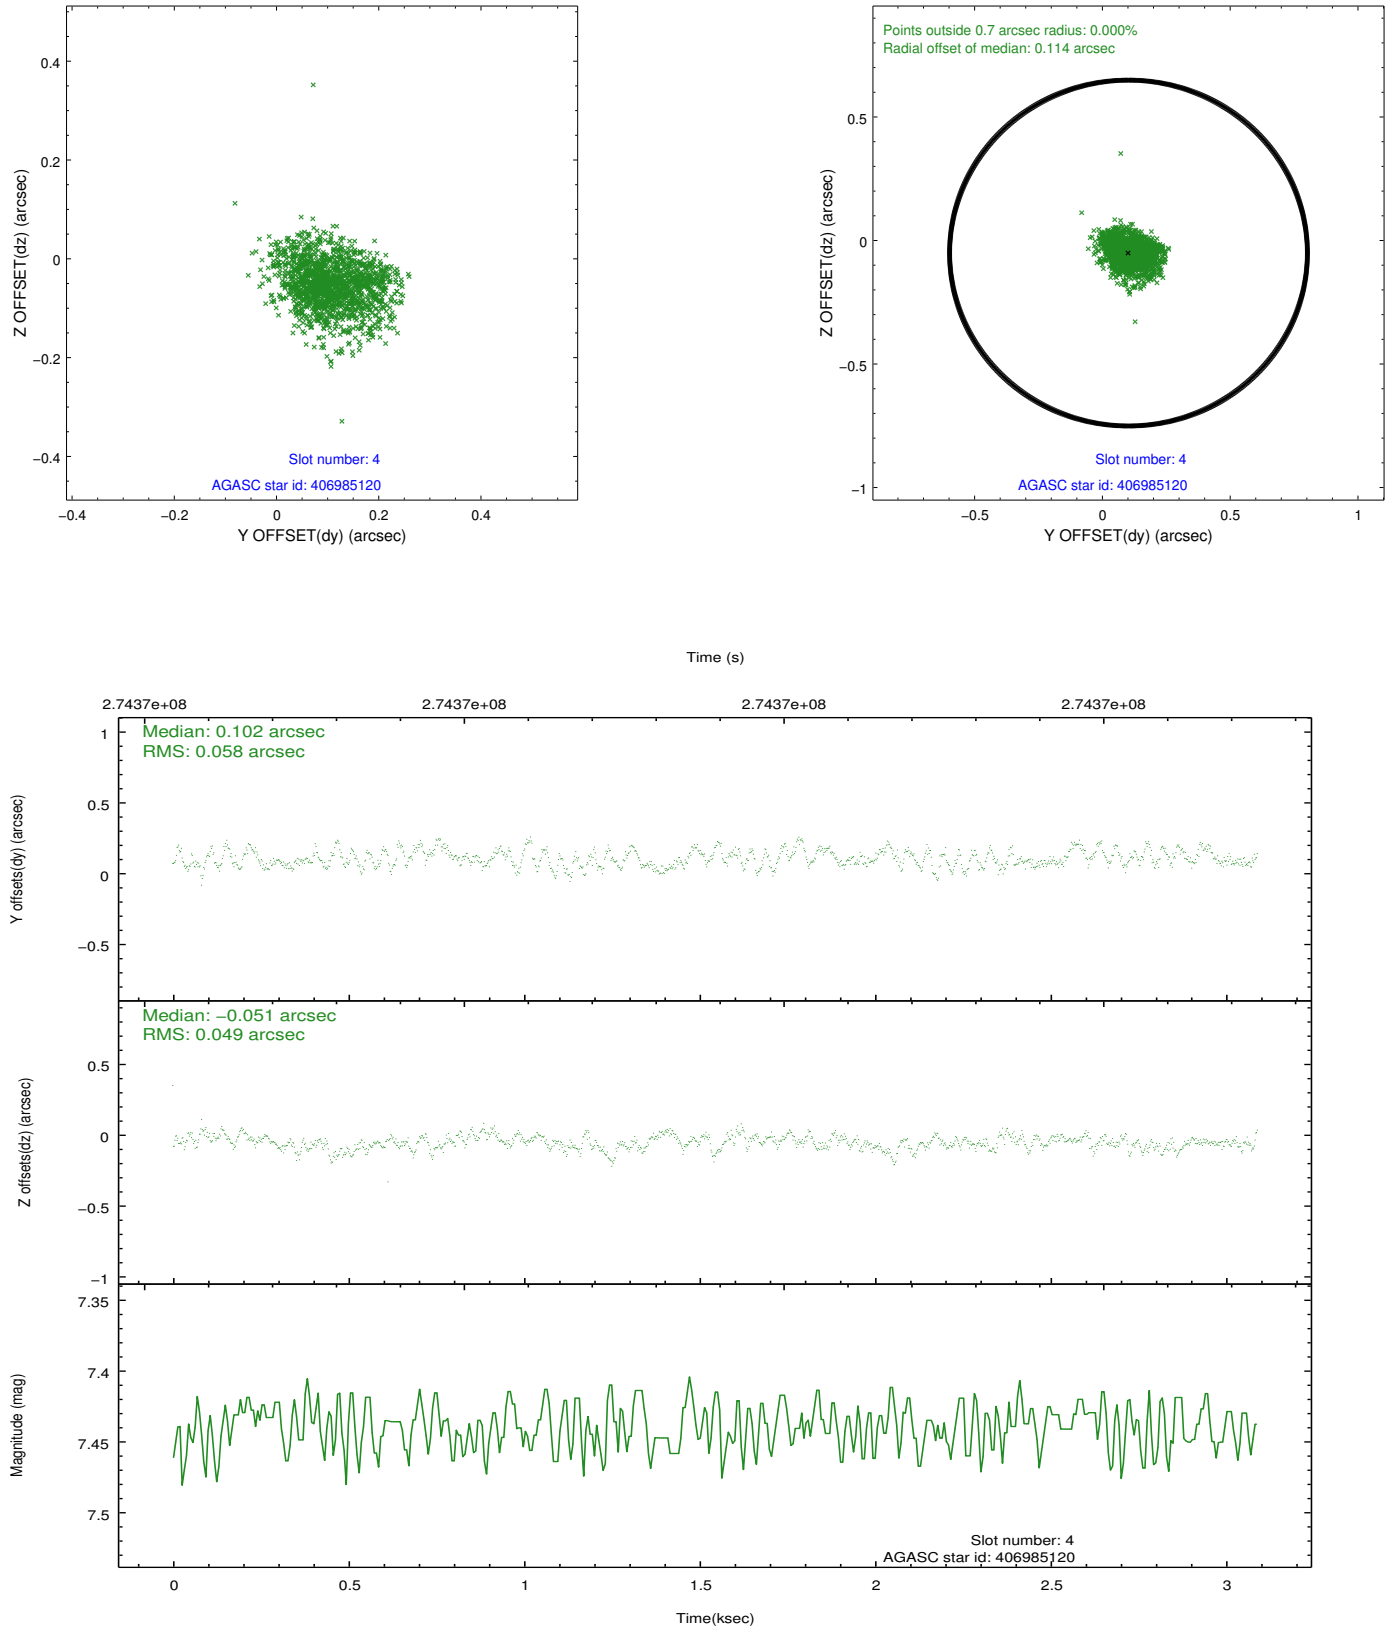 0.4
0.2
0
−0.2
−0.4
Z OFFSET(dz) (arcsec)
Slot number: 4
AGASC star id: 406985120
−0.4 −0.2 0 0.2 0.4
Y OFFSET(dy) (arcsec)
Points outside 0.7 arcsec radius: 0.000%
Radial offset of median: 0.114 arcsec
0.5
0
−0.5
−1
Z OFFSET(dz) (arcsec)
Slot number: 4
AGASC star id: 406985120
−0.5 0 0.5 1
Y OFFSET(dy) (arcsec)
Time (s)
2.7437e+08 2.7437e+08 2.7437e+08 2.7437e+08
Median: 0.102 arcsec
RMS: 0.058 arcsec
1
0.5
0
−0.5
Y offsets(dy) (arcsec)
Median: −0.051 arcsec
RMS: 0.049 arcsec
0.5
0
−0.5
−1
Z offsets(dz) (arcsec)
7.35
7.4
7.45
7.5
Magnitude (mag)
Slot number: 4
AGASC star id: 406985120
0 0.5 1 1.5 2 2.5 3
Time(ksec)